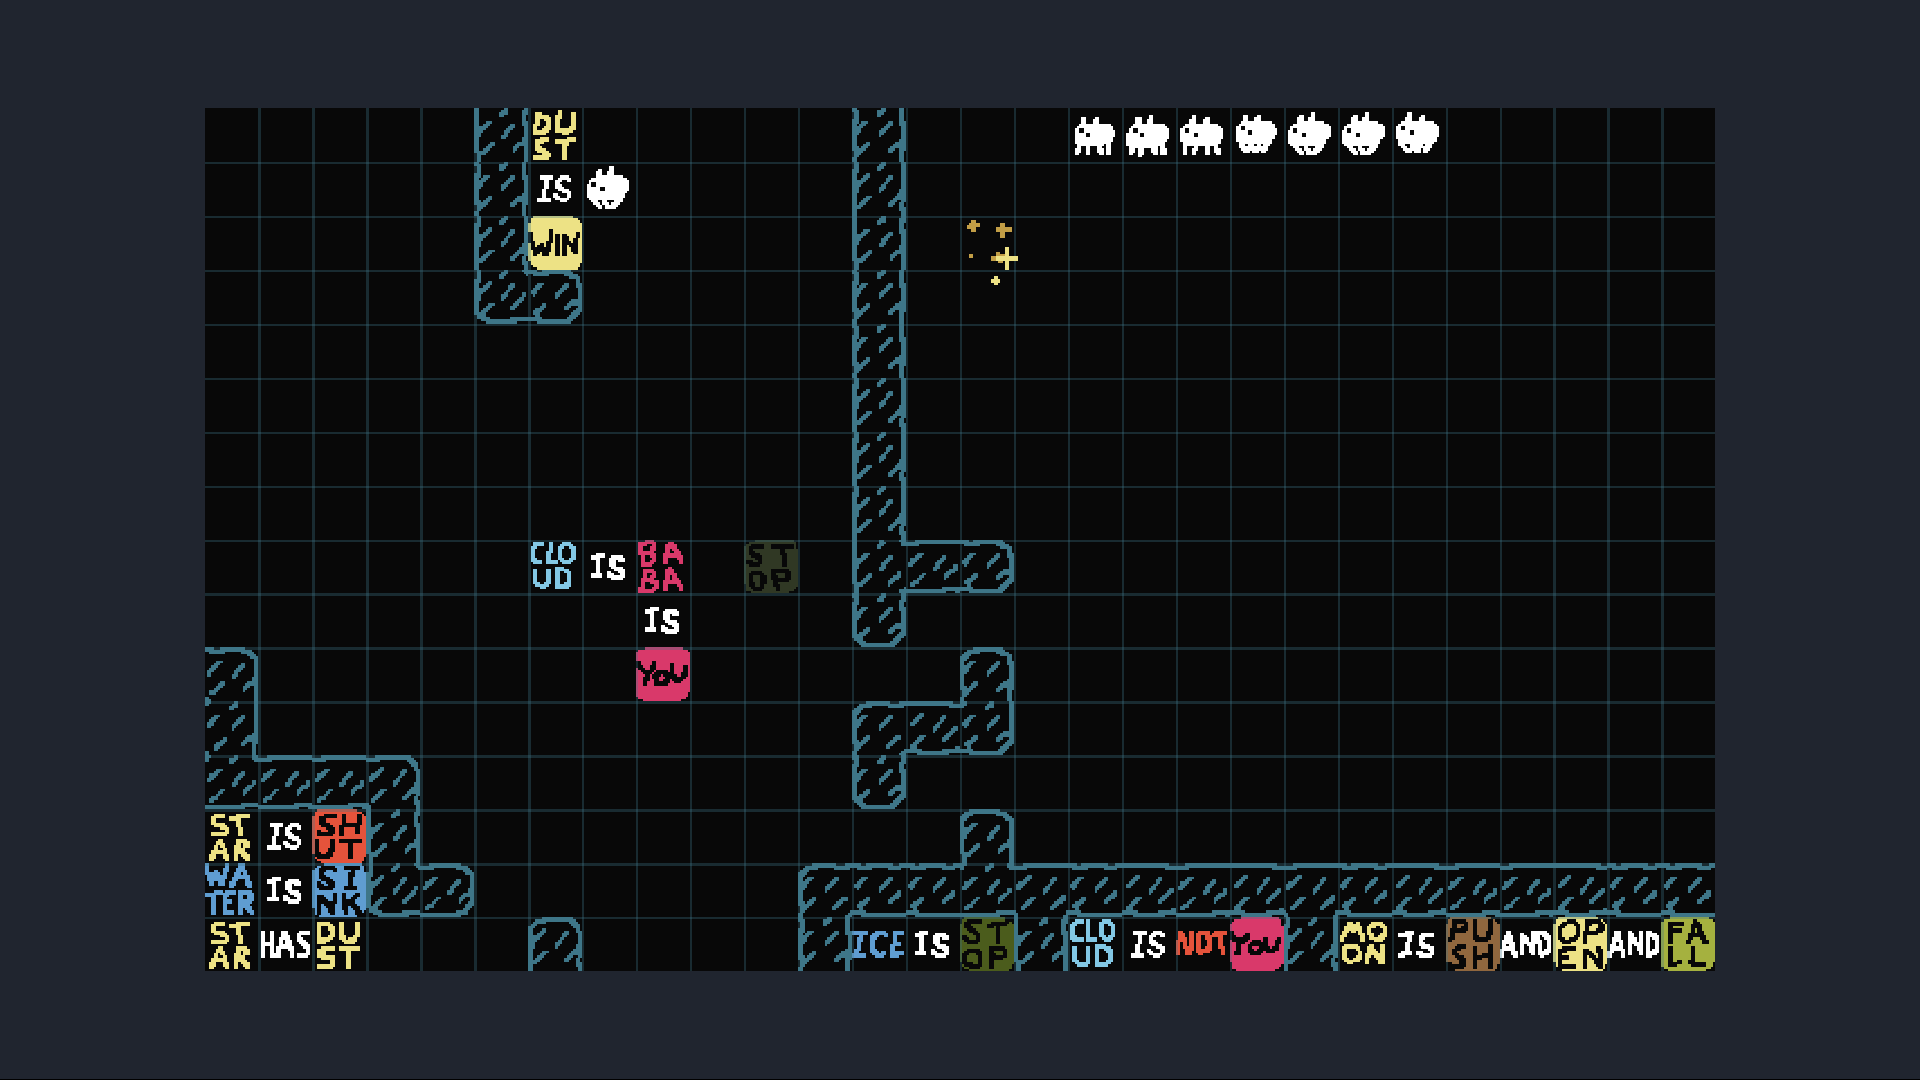 DUST
IS
WIN
CLOUD IS BABA STOP
IS
YOU
STAR IS SHUT
WATER IS SINK
STAR HAS DUST ICE IS STOP CLOUD IS NOT YOU MOON IS PUSH AND OPEN AND FALL